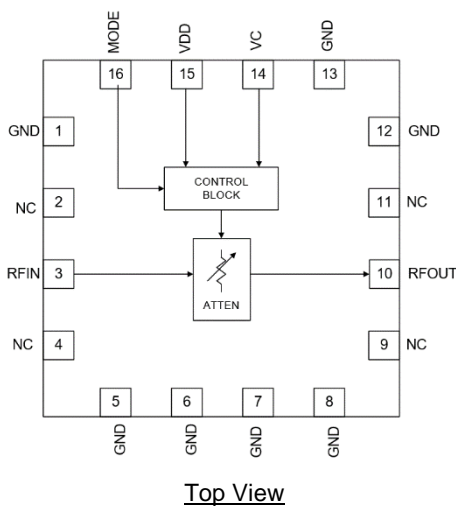 MODE
VDD
VC
GND
16
15
14
13
GND 1
12 GND
NC 2
11 NC
CONTROL
BLOCK
RFIN 3
10 RFOUT
ATTEN
NC 4
9 NC
5
6
7
8
GND
GND
GND
GND
Top View